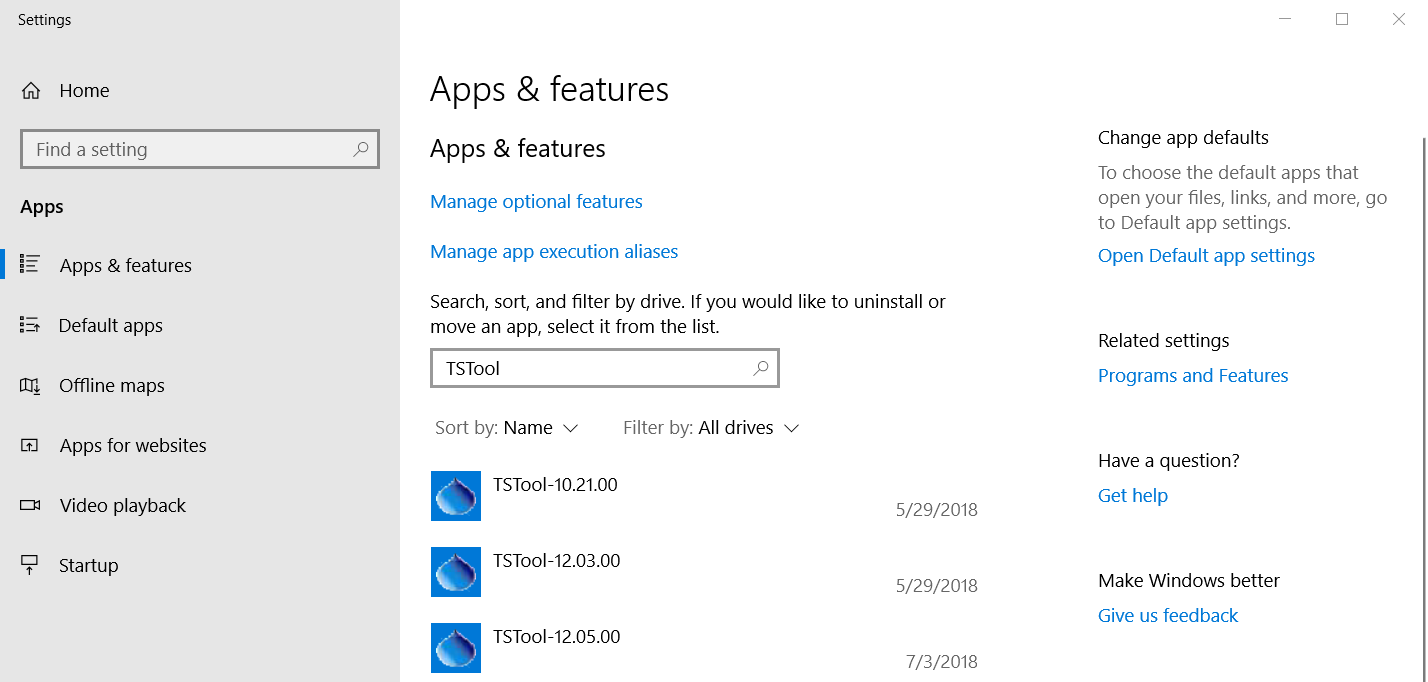 Settings
Home
Find a setting
Apps
Apps & features
Default apps
Offline maps
Apps for websites
Video playback
Startup
Apps & features
Apps & features
Manage optional features
Manage app execution aliases
Search, sort, and filter by drive. If you would like to uninstall or
move an app, select it from the list.
TSTool
Sort by: Name
Filter by: All drives
TSTool-10.21.00
5/29/2018
TSTool-12.03.00
5/29/2018
TSTool-12.05.00
7/3/2018
Change app defaults
To choose the default apps that
open your files, links, and more, go
to Default app settings.
Open Default app settings
Related settings
Programs and Features
Have a question?
Get help
Make Windows better
Give us feedback